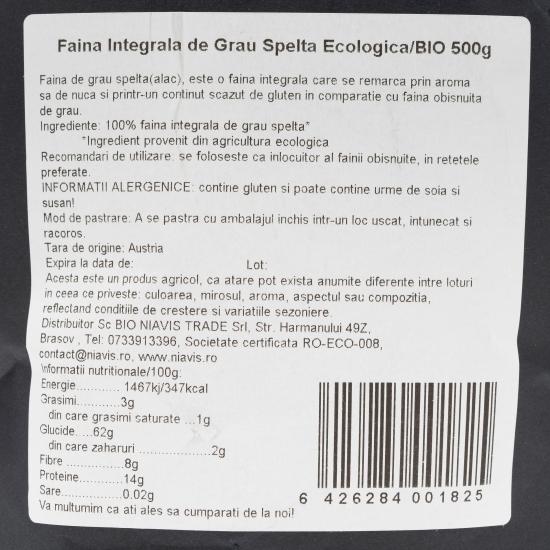 Faina Integrala de Grau Spelta Ecologica/BIO 500g
Faina de grau spelta(alac), este o faina integrala care se remarca prin aroma
sa de nuca si printr-un continut scazut de gluten in comparatie cu faina obisnuita
de grau.
Ingrediente: 100% faina integrala de grau spelta*
*Ingredient provenit din agricultura ecologica
Recomandari de utilizare: se foloseste ca inlocuitor al fainii obisnuite, in retetele
preferate.
INFORMATII ALERGENICE: contine gluten si poate contine urme de soia si
susan!
Mod de pastrare: A se pastra cu ambalajul inchis intr-un loc uscat, intunecat si
racoros.
Tara de origine: Austria
Expira la data de: Lot:
Acesta este un produs agricol, ca atare pot exista anumite diferente intre loturi
in ceea ce priveste: culoarea, mirosul, aroma, aspectul sau compozitia,
reflectand conditiile de crestere si variatiile sezoniere.
Distribuitor Sc BIO NIAVIS TRADE Srl, Str. Harmanului 49Z,
Brasov , Tel: 0733913396, Societate certificata RO-ECO-008,
contact@niavis.ro, www.niavis.ro
Informatii nutritionale/100g:
Energie............ 1467kj/347kcal
Grasimi............3g
din care grasimi saturate ...1g
Glucide.....62g
din care zaharuri ....................2g
Fibre ................8g
Proteine............14g
Sare.................0.02g
Va multumim ca ati ales sa cumparati de la noi!
6 426284 001825